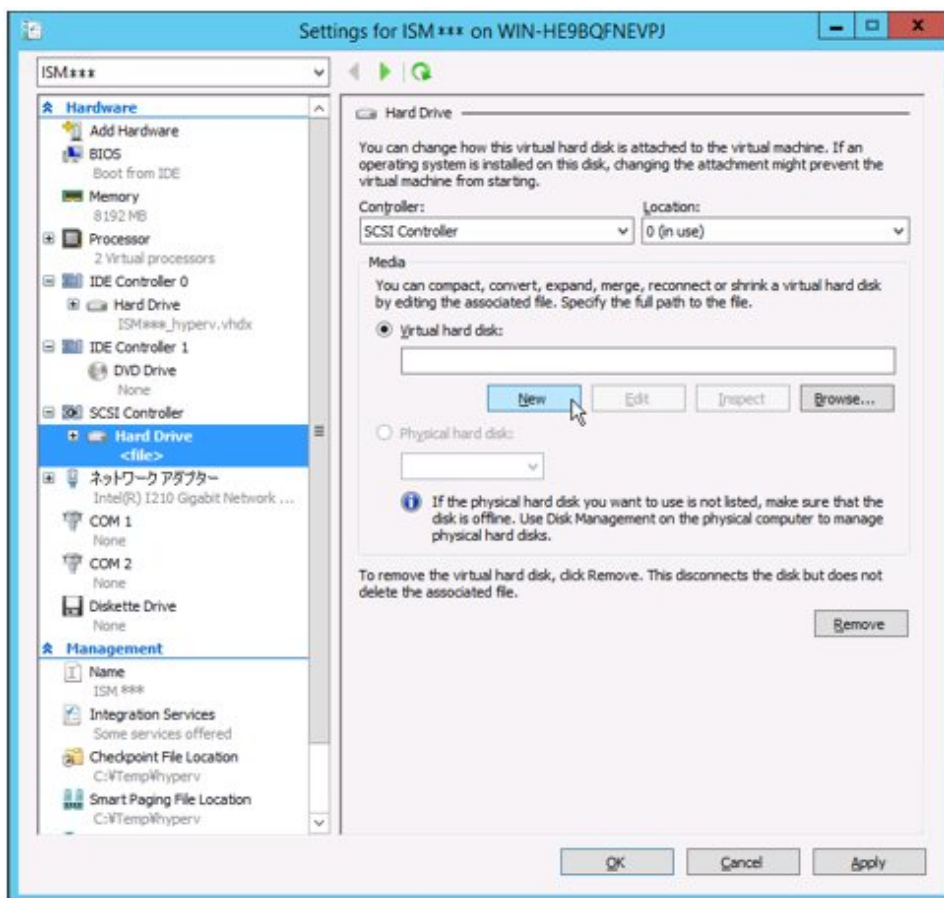 Settings for ISM*** on WIN-HE9BQFNEVPJ
ISM***
Hardware
Add Hardware
BIOS
Boot from IDE
Memory
8192 MB
Processor
2 Virtual processors
IDE Controller 0
Hard Drive
ISM***_hyperv.vhdx
IDE Controller 1
DVD Drive
None
SCSI Controller
Hard Drive
<file>
ネットワーク アダプター
Intel(R) I210 Gigabit Network ...
COM 1
None
COM 2
None
Diskette Drive
None
Management
Name
ISM ***
Integration Services
Some services offered
Checkpoint File Location
C:¥Temp¥hyperv
Smart Paging File Location
C:¥Temp¥hyperv
Hard Drive
You can change how this virtual hard disk is attached to the virtual machine. If an
operating system is installed on this disk, changing the attachment might prevent the
virtual machine from starting.
Controller: Location:
SCSI Controller 0 (in use)
Media
You can compact, convert, expand, merge, reconnect or shrink a virtual hard disk
by editing the associated file. Specify the full path to the file.
Virtual hard disk:
New Edit Inspect Browse...
Physical hard disk:
If the physical hard disk you want to use is not listed, make sure that the
disk is offline. Use Disk Management on the physical computer to manage
physical hard disks.
To remove the virtual hard disk, click Remove. This disconnects the disk but does not
delete the associated file.
Remove
OK Cancel Apply